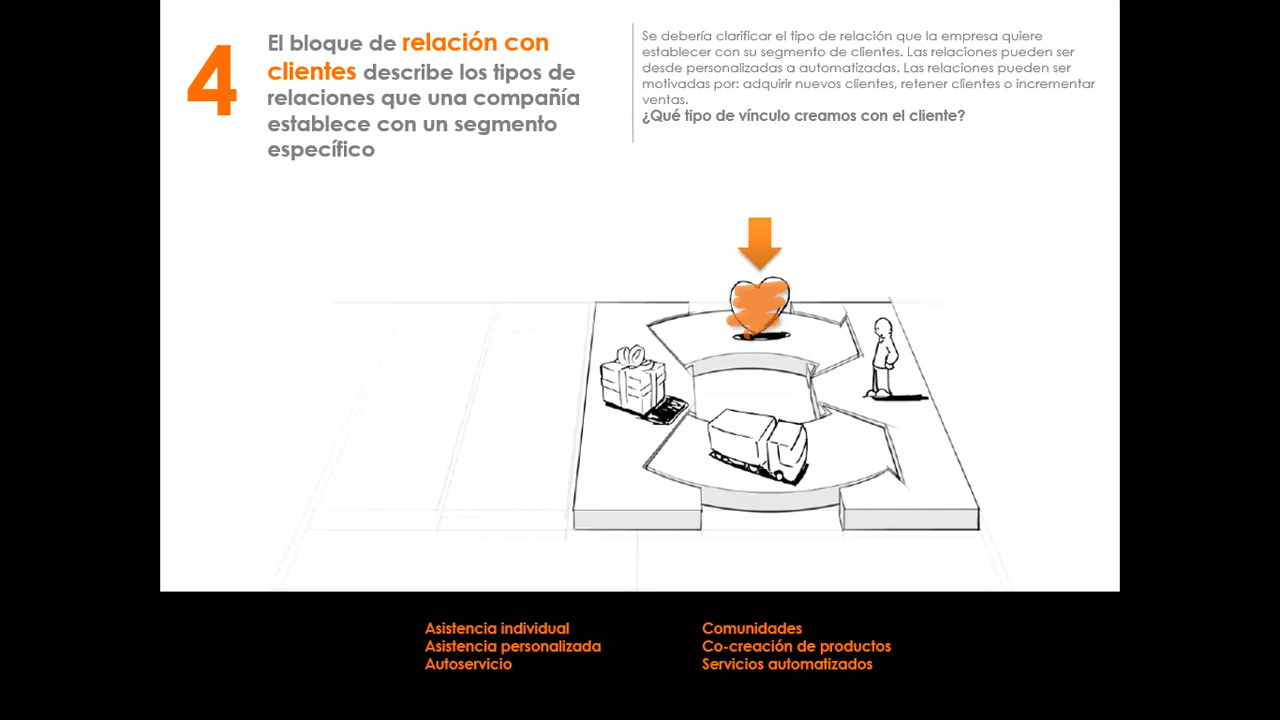 4
El bloque de relación con
clientes describe los tipos de
relaciones que una compañía
establece con un segmento
específico
Se debería clarificar el tipo de relación que la empresa quiere
establecer con su segmento de clientes. Las relaciones pueden ser
desde personalizadas a automatizadas. Las relaciones pueden ser
motivadas por: adquirir nuevos clientes, retener clientes o incrementar
ventas.
¿Qué tipo de vínculo creamos con el cliente?
Asistencia individual
Asistencia personalizada
Autoservicio
Comunidades
Co-creación de productos
Servicios automatizados